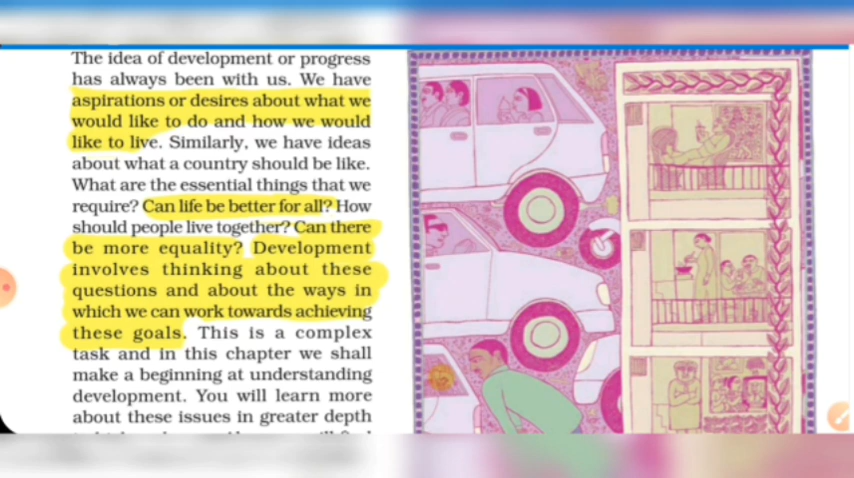 The idea of development or progress
has always been with us. We have
aspirations or desires about what we
would like to do and how we would
like to live. Similarly, we have ideas
about what a country should be like.
What are the essential things that we
require? Can life be better for all? How
should people live together? Can there
be more equality? Development
involves thinking about these
questions and about the ways in
which we can work towards achieving
these goals. This is a complex
task and in this chapter we shall
make a beginning at understanding
development. You will learn more
about these issues in greater depth